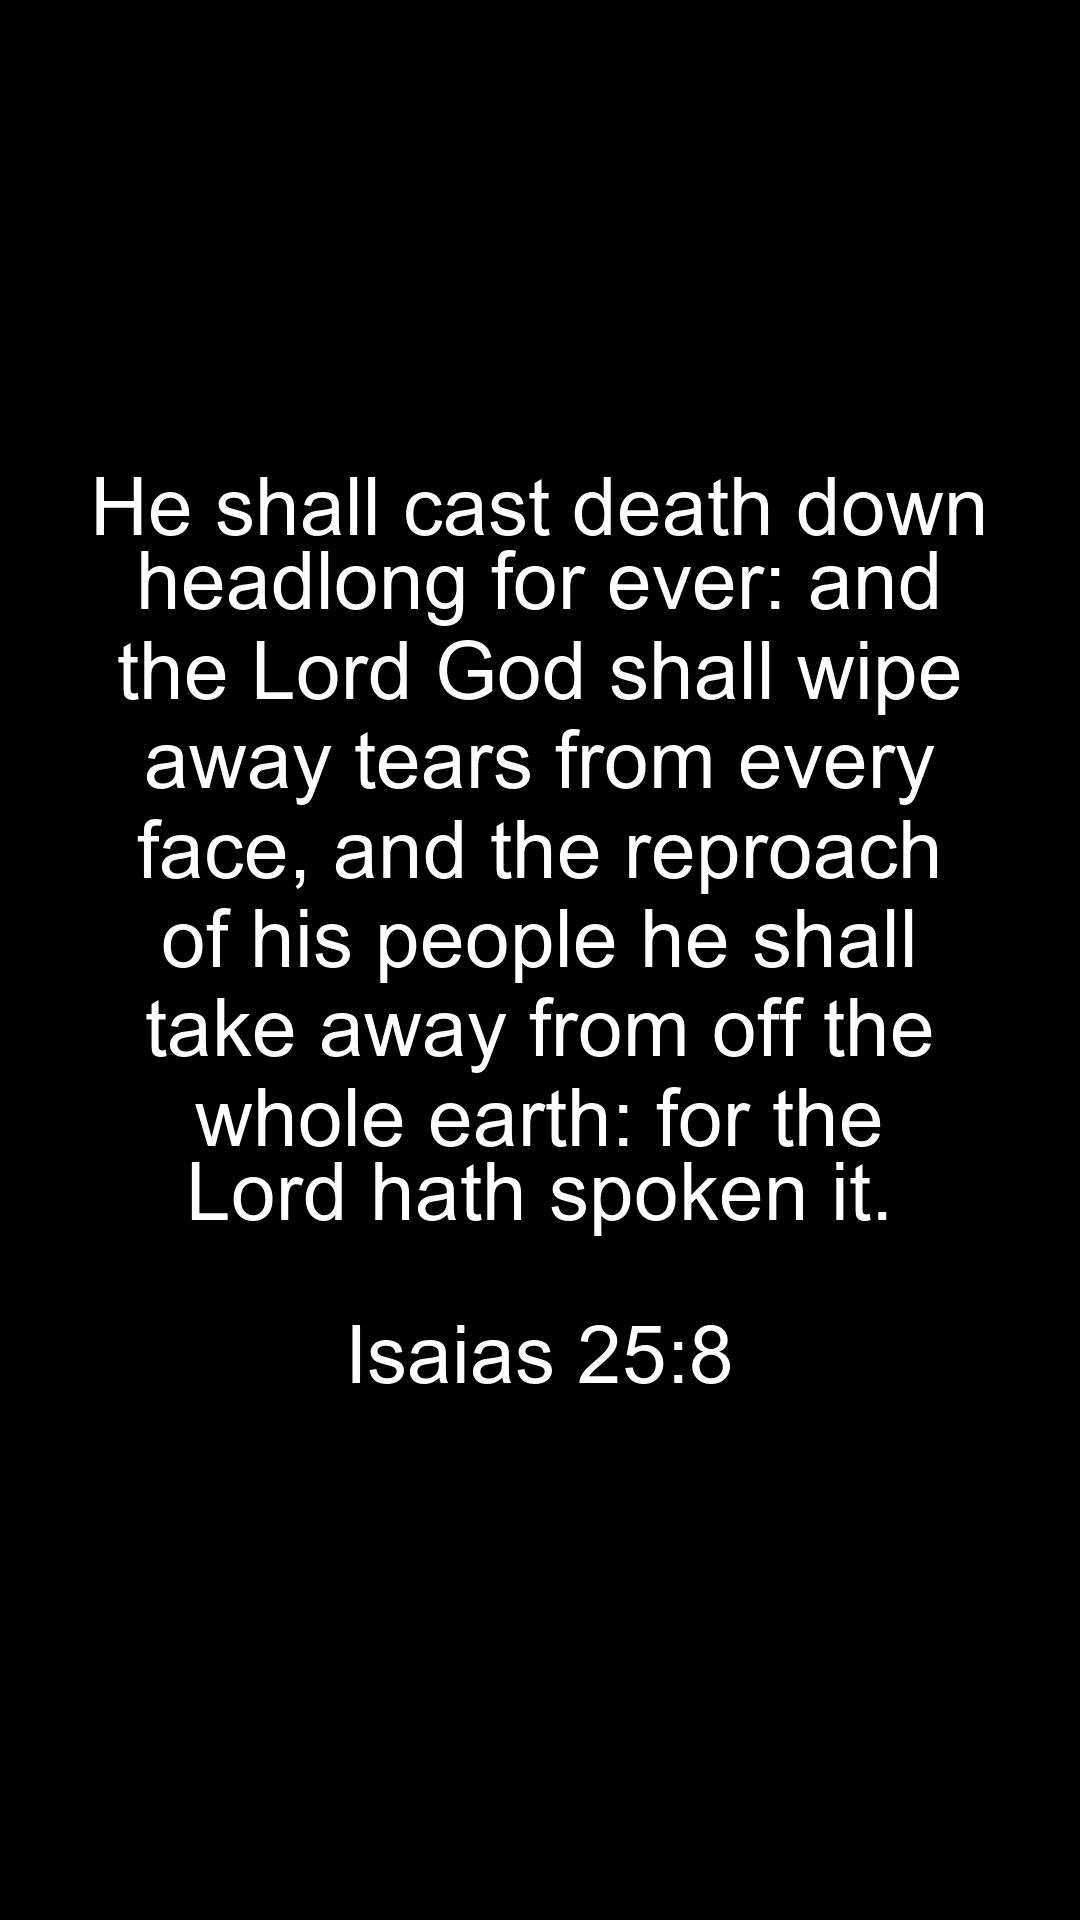 He shall cast death down
headlong for ever: and
the Lord God shall wipe
away tears from every
face, and the reproach
of his people he shall
take away from off the
whole earth: for the
Lord hath spoken it.
Isaias 25:8